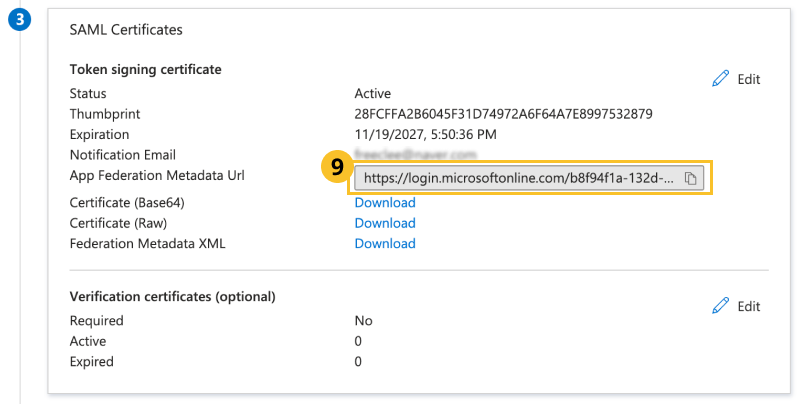 3
SAML Certificates
Token signing certificate
Edit
Status Active
Thumbprint 28FCFFA2B6045F31D74972A6F64A7E8997532879
Expiration 11/19/2027, 5:50:36 PM
Notification Email
9
App Federation Metadata Url https://login.microsoftonline.com/b8f94f1a-132d-...
Certificate (Base64) Download
Certificate (Raw) Download
Federation Metadata XML Download
Verification certificates (optional)
Edit
Required No
Active 0
Expired 0